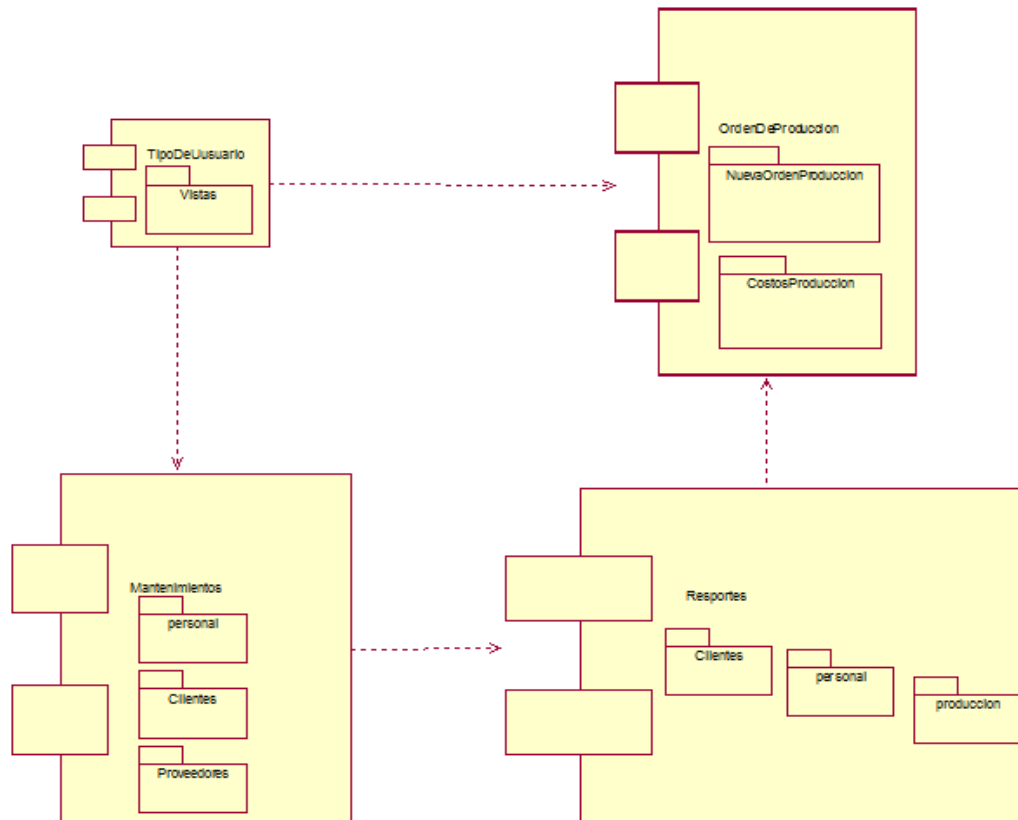 OrdenDeProduccion
NuevaOrdenProduccion
CostosProduccion
TipoDeUusuario
Vistas
Mantenimientos
personal
Clientes
Proveedores
Resportes
Clientes
personal
produccion